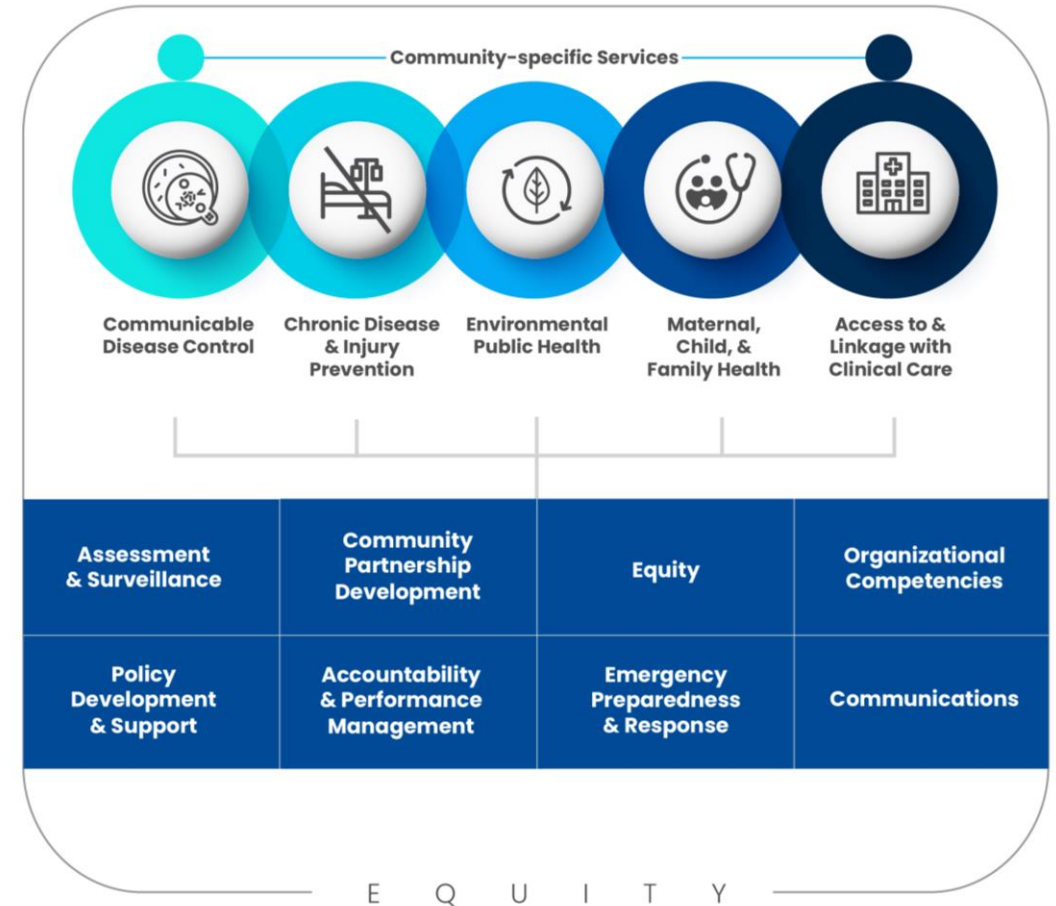 Community-specific Services
Communicable
Disease Control
Chronic Disease
& Injury
Prevention
Environmental
Public Health
Maternal,
Child, &
Family Health
Access to &
Linkage with
Clinical Care
Assessment
& Surveillance
Community
Partnership
Development
Equity
Organizational
Competencies
Policy
Development
& Support
Accountability
& Performance
Management
Emergency
Preparedness
& Response
Communications
E Q U I T Y